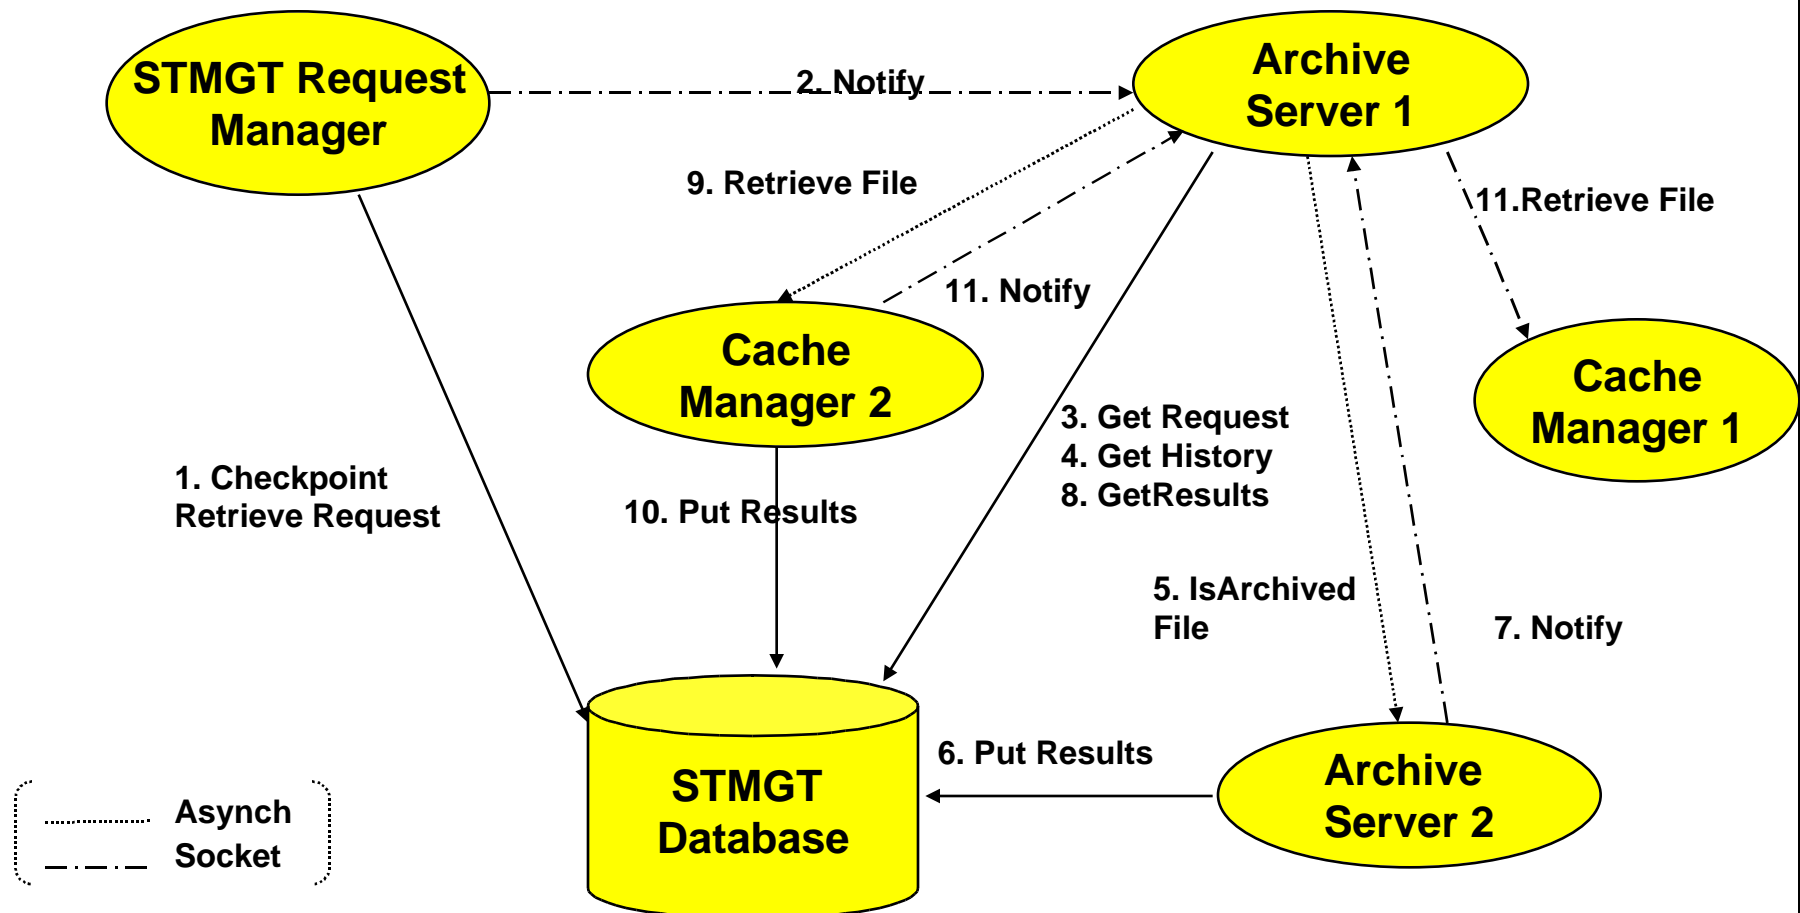 STMGT Request
Manager
2. Notify
Archive
Server 1
9. Retrieve File
11.Retrieve File
11. Notify
Cache
Manager 2
Cache
Manager 1
3. Get Request
4. Get History
8. GetResults
1. Checkpoint
Retrieve Request
10. Put Results
5. IsArchived
File
7. Notify
6. Put Results
STMGT
Database
Archive
Server 2
Asynch
Socket